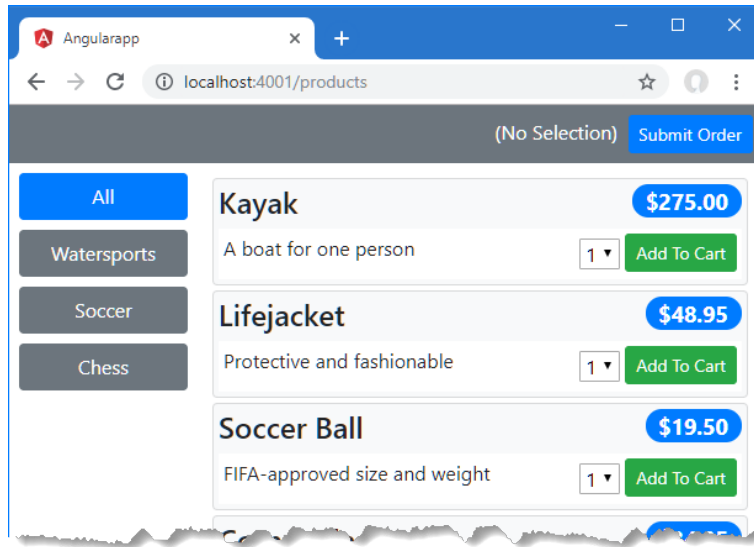 Angularapp
localhost:4001/products
(No Selection) Submit Order
All
Watersports
Soccer
Chess
Kayak $275.00
A boat for one person 1 Add To Cart
Lifejacket $48.95
Protective and fashionable 1 Add To Cart
Soccer Ball $19.50
FIFA-approved size and weight 1 Add To Cart